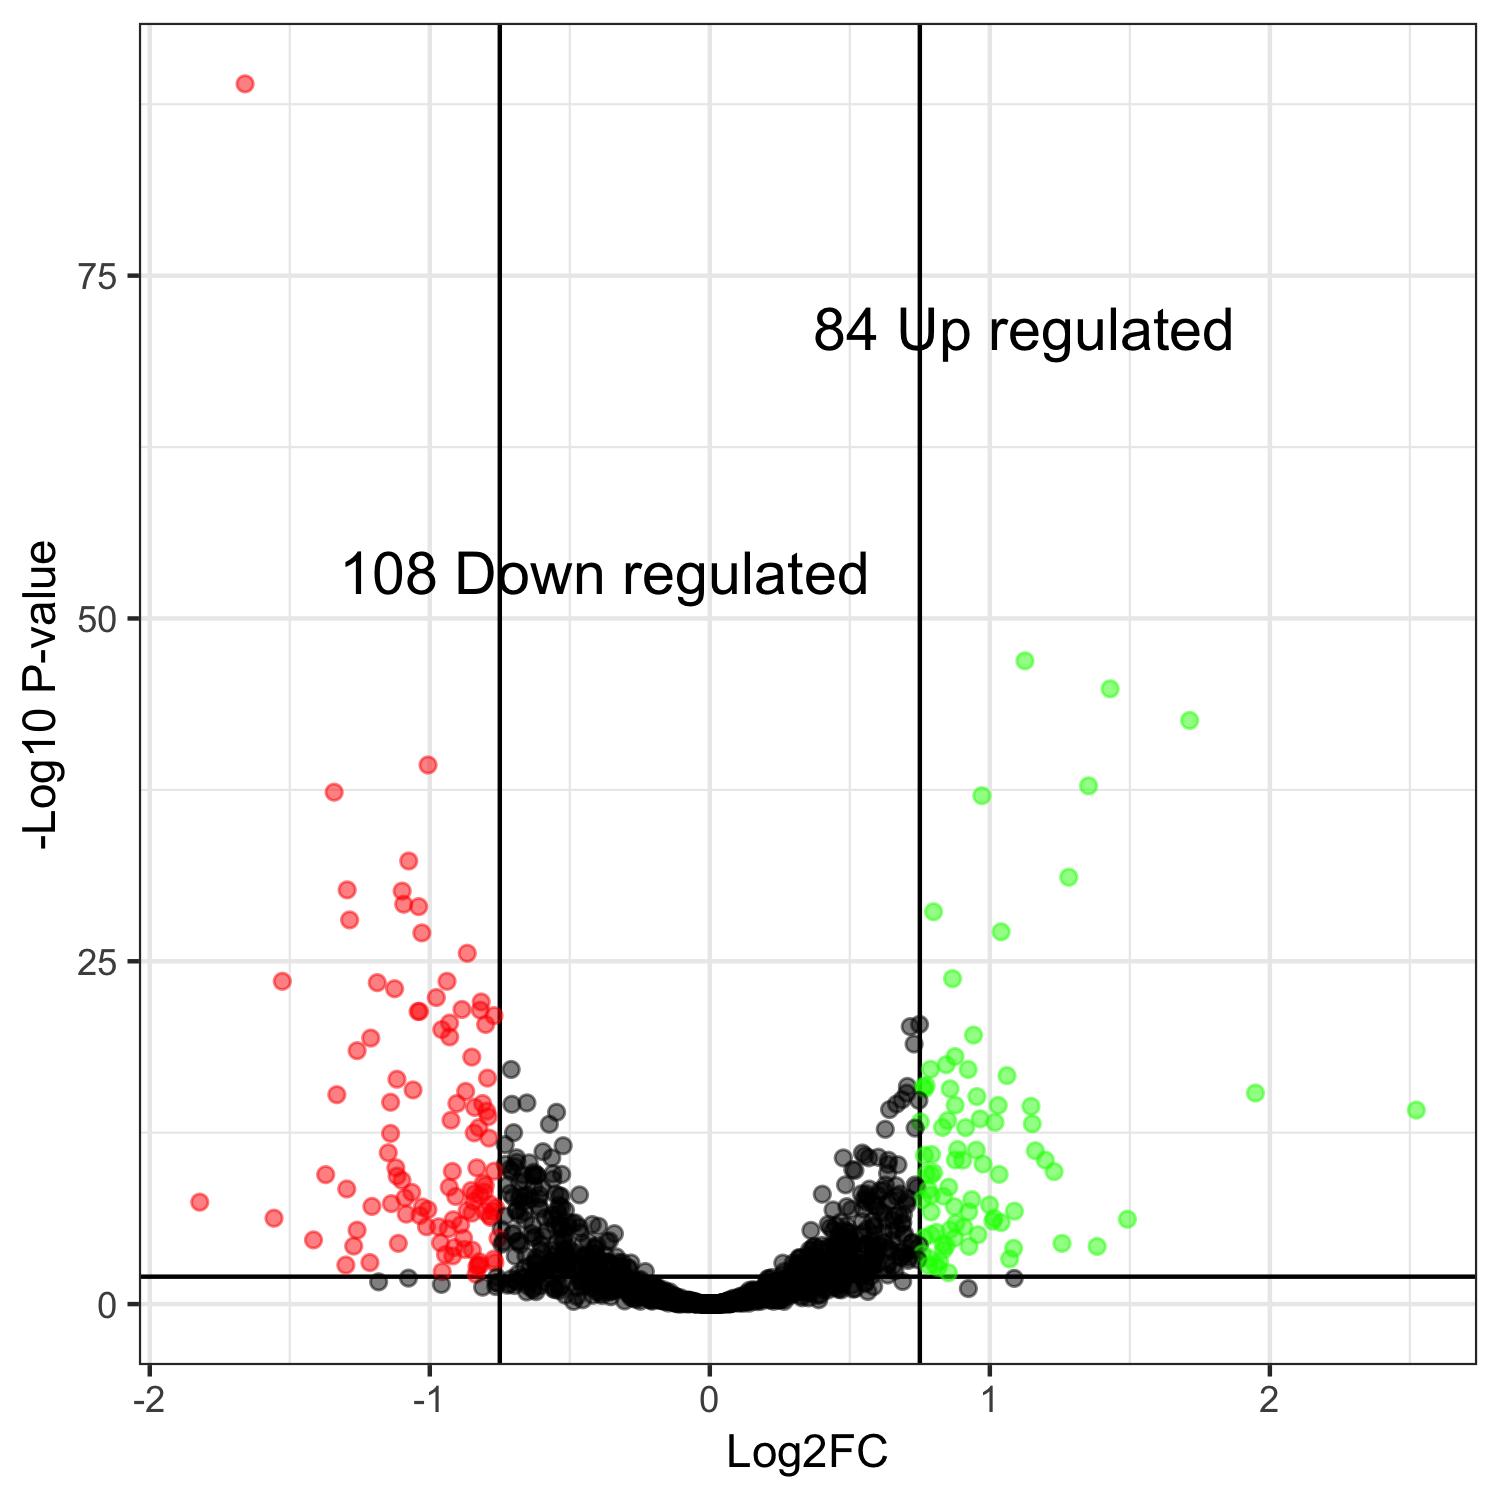 75
84 Up regulated
108 Down regulated
50
-Log10 P-value
25
0
-2 -1 0 1 2
Log2FC